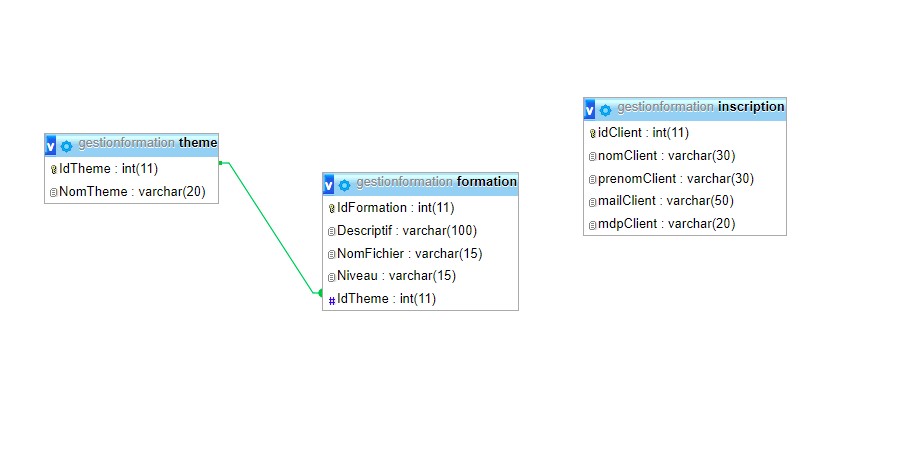 v gestionformation theme
IdTheme : int(11)
NomTheme : varchar(20)
v gestionformation formation
IdFormation : int(11)
Descriptif : varchar(100)
NomFichier : varchar(15)
Niveau : varchar(15)
# IdTheme : int(11)
v gestionformation inscription
idClient : int(11)
nomClient : varchar(30)
prenomClient : varchar(30)
mailClient : varchar(50)
mdpClient : varchar(20)